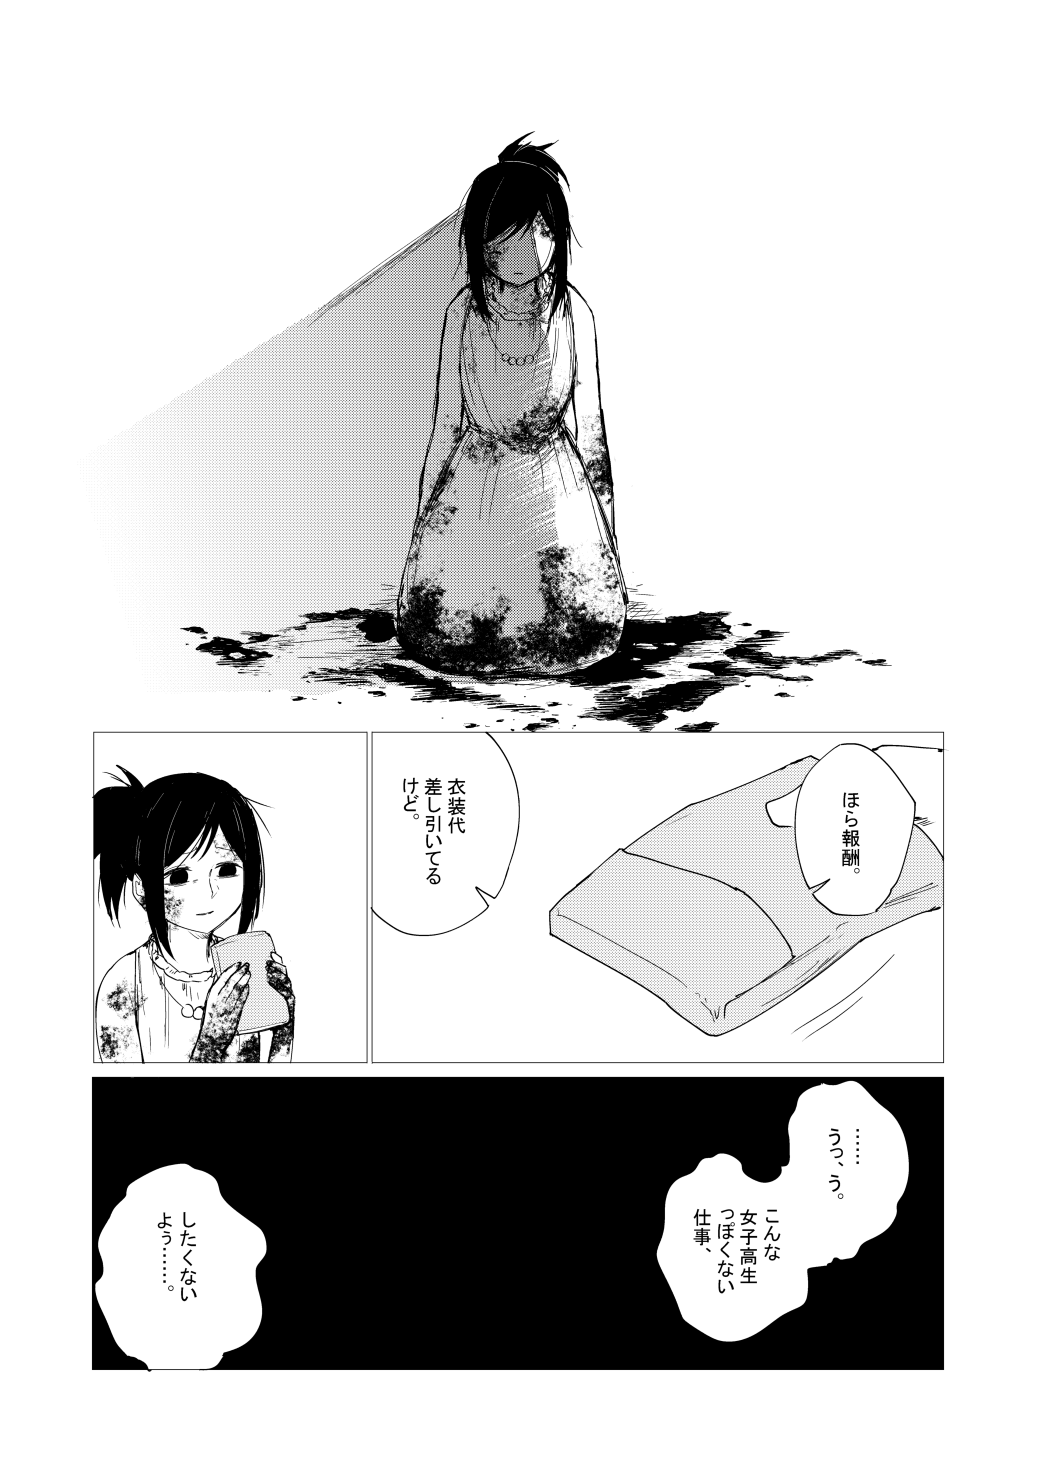 ほら報酬。
衣装代
差し引いてる
けど。
……
うっ、う。
こんな
女子高生
っぽくない
仕事、
したくない
よぅ……。